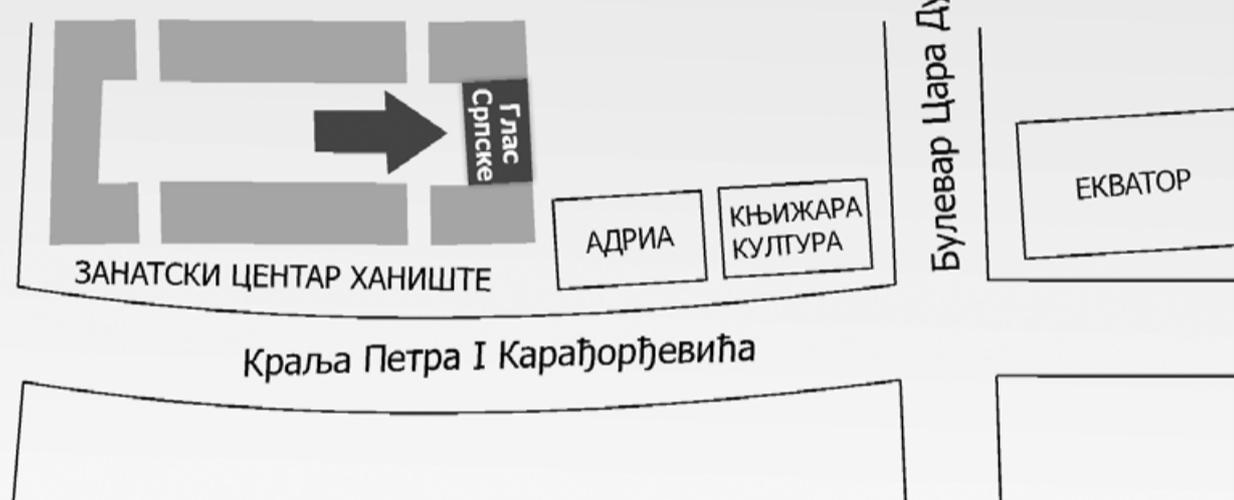 Глас
Српске
АДРИА
КЊИЖАРА
КУЛТУРА
ЗАНАТСКИ ЦЕНТАР ХАНИШТЕ
Краља Петра I Карађорђевића
Булевар Цара
ЕКВАТОР